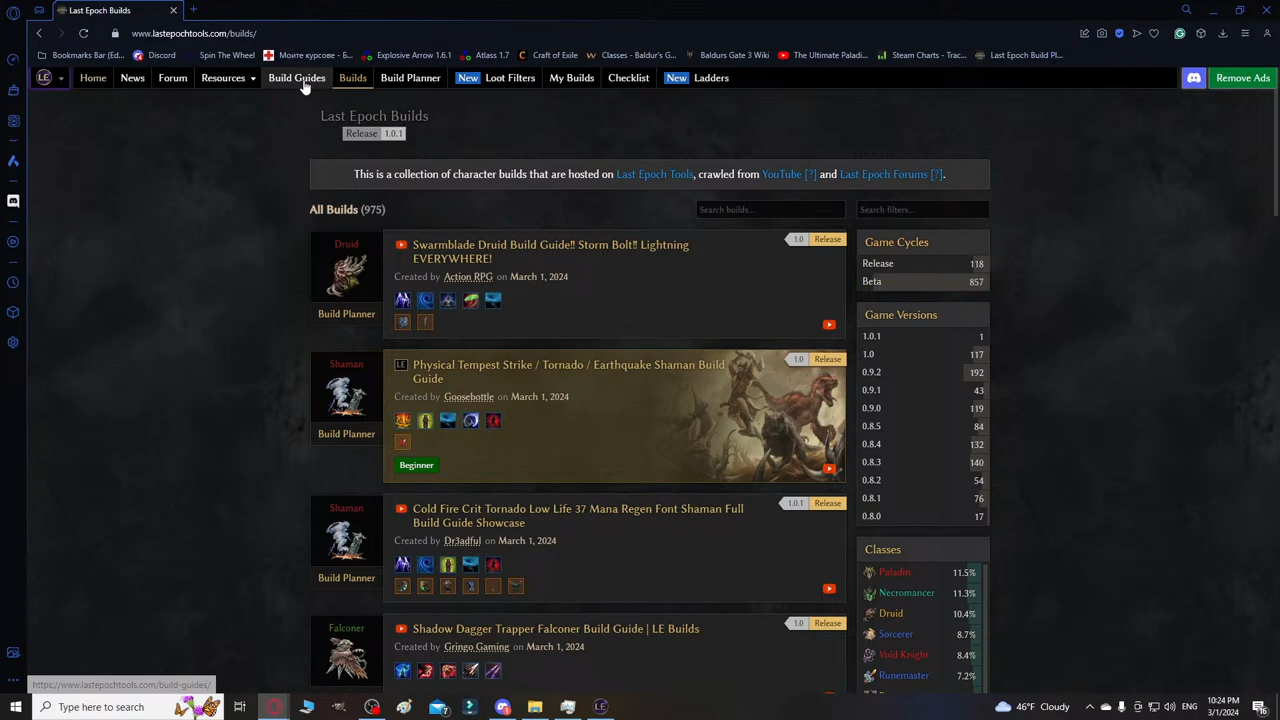 Last Epoch Builds
www.lastepochtools.com/builds/
Bookmarks Bar (Ed...
Discord
Spin The Wheel
Моите курсове - Б...
Explosive Arrow 1.6.1
Atlass 1.7
Craft of Exile
Classes - Baldur's G...
Baldurs Gate 3 Wiki
The Ultimate Paladi...
Steam Charts - Trac...
Last Epoch Build Pl...
LE
Home
News
Forum
Resources
Build Guides
Builds
Build Planner
New Loot Filters
My Builds
Checklist
New Ladders
Remove Ads
Last Epoch Builds
Release 1.0.1
This is a collection of character builds that are hosted on Last Epoch Tools, crawled from YouTube [?] and Last Epoch Forums [?].
All Builds (975)
Search builds...
Search filters...
Druid
Build Planner
Swarmblade Druid Build Guide!! Storm Bolt!! Lightning
EVERYWHERE!
1.0 Release
Created by Action RPG on March 1, 2024
Shaman
Build Planner
LE Physical Tempest Strike / Tornado / Earthquake Shaman Build
Guide
1.0 Release
Created by Goosebottle on March 1, 2024
Beginner
Shaman
Build Planner
Cold Fire Crit Tornado Low Life 37 Mana Regen Font Shaman Full
Build Guide Showcase
1.0.1 Release
Created by Dr3adful on March 1, 2024
Falconer
Shadow Dagger Trapper Falconer Build Guide | LE Builds
1.0 Release
Created by Gringo Gaming on March 1, 2024
Game Cycles
Release 118
Beta 857
Game Versions
1.0.1 1
1.0 117
0.9.2 192
0.9.1 43
0.9.0 119
0.8.5 84
0.8.4 132
0.8.3 140
0.8.2 54
0.8.1 76
0.8.0 17
Classes
Paladin 11.5%
Necromancer 11.3%
Druid 10.4%
Sorcerer 8.7%
Void Knight 8.4%
Runemaster 7.2%
https://www.lastepochtools.com/build-guides/
Type here to search
46°F Cloudy
ENG
10:24 PM
3/1/2024